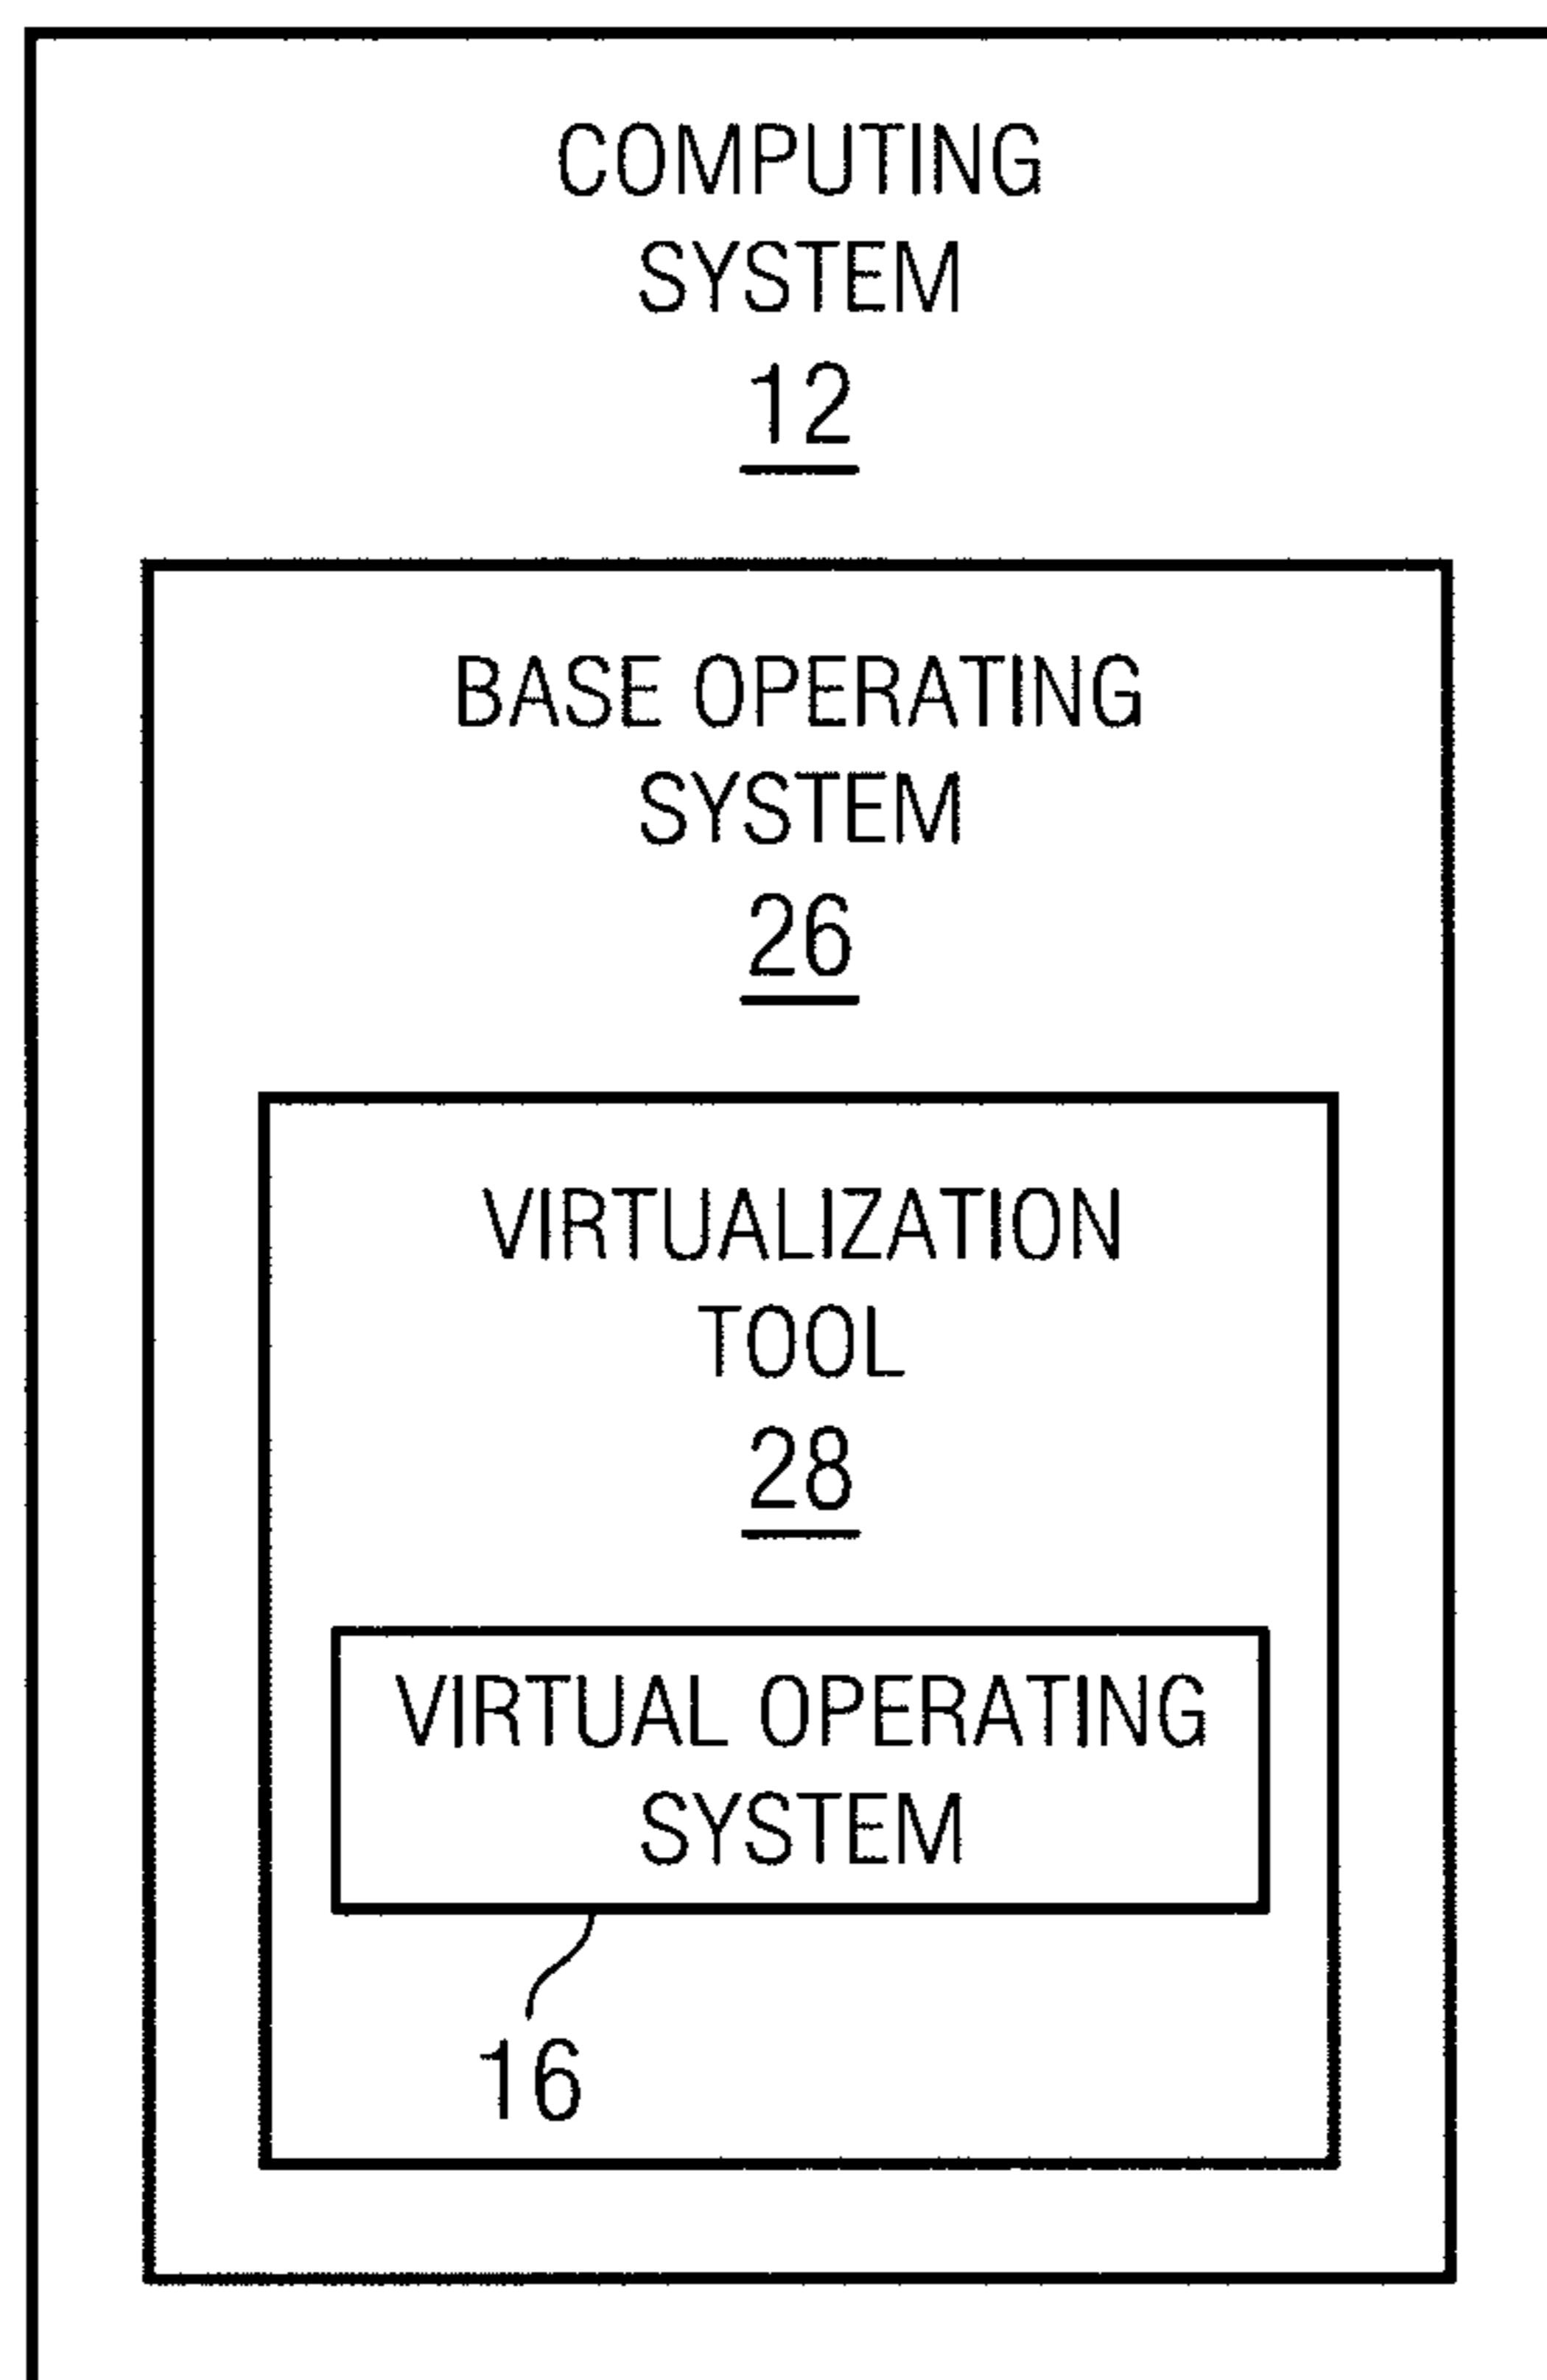 COMPUTING
SYSTEM
12
BASE OPERATING
SYSTEM
26
VIRTUALIZATION
TOOL
28
VIRTUAL OPERATING
SYSTEM
16